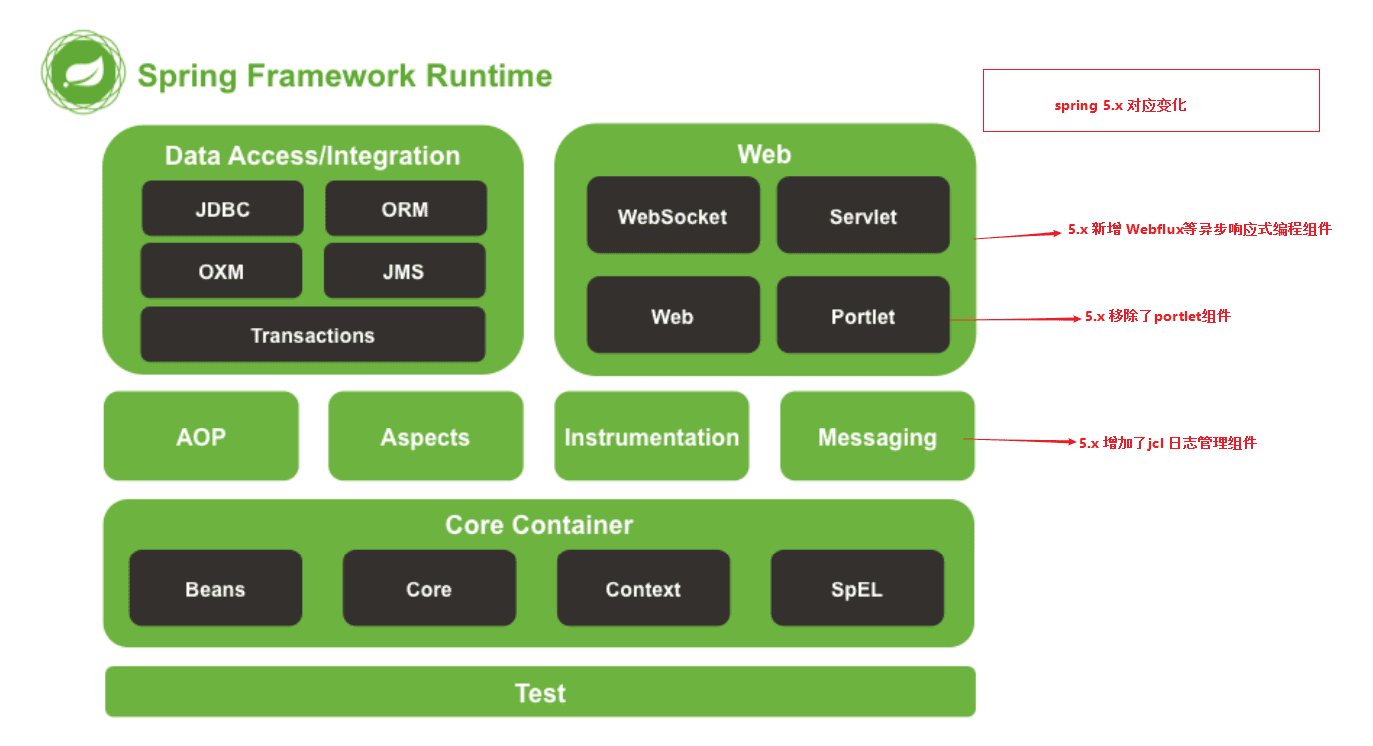 Spring Framework Runtime
spring 5.x 对应变化
Data Access/Integration
JDBC
ORM
OXM
JMS
Transactions
Web
WebSocket
Servlet
Web
Portlet
5.x 新增 Webflux等异步响应式编程组件
5.x 移除了portlet组件
AOP
Aspects
Instrumentation
Messaging
5.x 增加了jcl 日志管理组件
Core Container
Beans
Core
Context
SpEL
Test